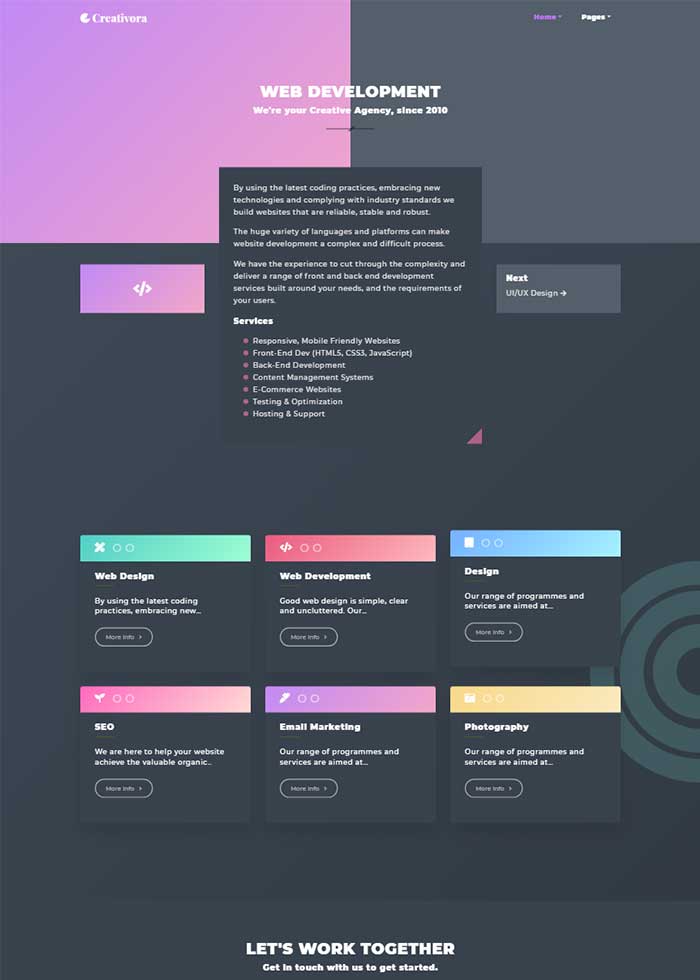 Creativora
Home
Pages
WEB DEVELOPMENT
We're your Creative Agency, since 2010
By using the latest coding practices, embracing new
technologies and complying with industry standards we
build websites that are reliable, stable and robust.
The huge variety of languages and platforms can make
website development a complex and difficult process.
We have the experience to cut through the complexity and
deliver a range of front and back end development
services built around your needs, and the requirements of
your users.
Services
Responsive, Mobile Friendly Websites
Front-End Dev (HTML5, CSS3, JavaScript)
Back-End Development
Content Management Systems
E-Commerce Websites
Testing & Optimization
Hosting & Support
Next
UI/UX Design →
Web Design
By using the latest coding
practices, embracing new...
More Info >
Web Development
Good web design is simple, clear
and uncluttered. Our...
More Info >
Design
Our range of programmes and
services are aimed at...
More Info >
SEO
We are here to help your website
achieve the valuable organic..
More Info >
Email Marketing
Our range of programmes and
services are aimed at...
More Info >
Photography
Our range of programmes and
services are aimed at...
More Info >
LET'S WORK TOGETHER
Get in touch with us to get started.